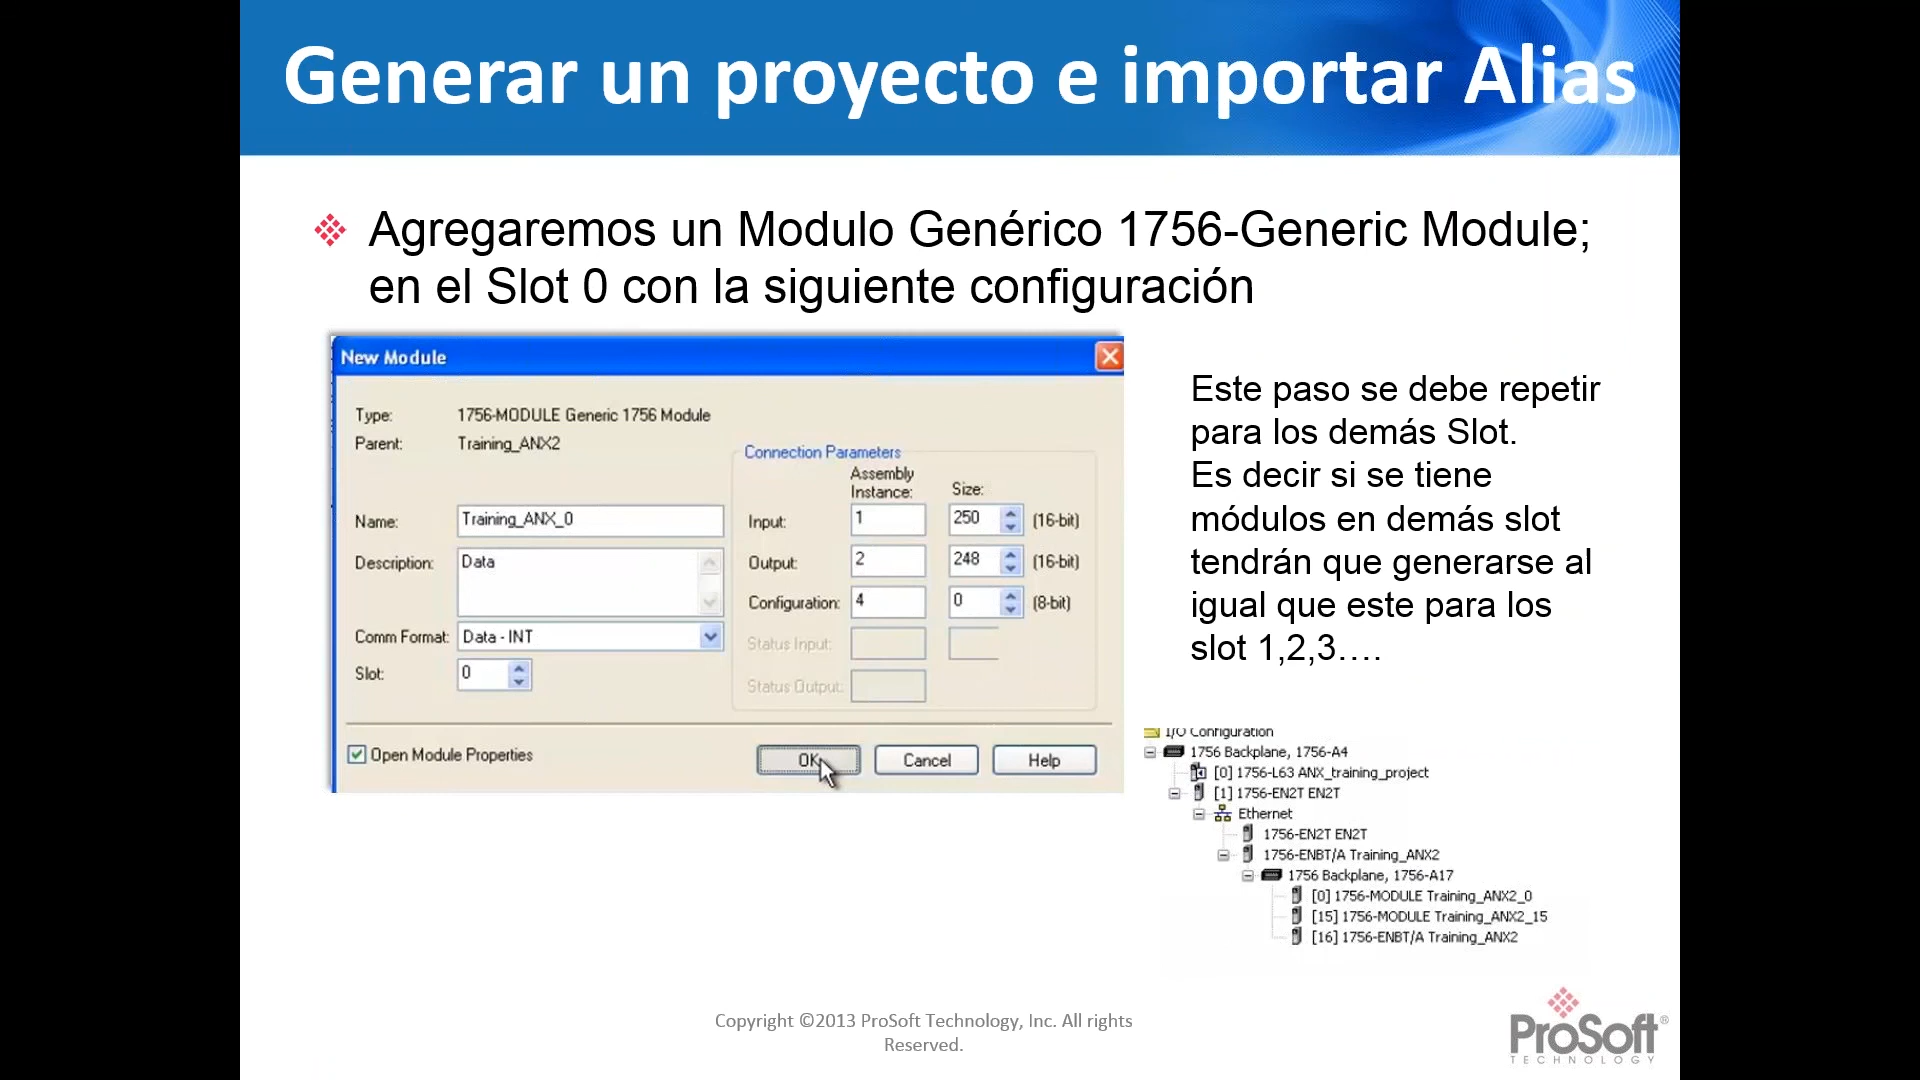 Generar un proyecto e importar Alias
Agregaremos un Modulo Genérico 1756-Generic Module;
en el Slot 0 con la siguiente configuración
New Module
Type: 1756-MODULE Generic 1756 Module
Parent: Training_ANX2
Connection Parameters
Assembly
Instance: Size:
Name: Training_ANX_0
Input: 1 250 (16-bit)
Description: Data
Output: 2 248 (16-bit)
Configuration: 4 0 (8-bit)
Comm Format: Data - INT
Status Input:
Slot: 0
Status Output:
Open Module Properties
OK Cancel Help
Este paso se debe repetir
para los demás Slot.
Es decir si se tiene
módulos en demás slot
tendrán que generarse al
igual que este para los
slot 1,2,3….
I/O Configuration
1756 Backplane, 1756-A4
[0] 1756-L63 ANX_training_project
[1] 1756-EN2T EN2T
Ethernet
1756-EN2T EN2T
1756-ENBT/A Training_ANX2
1756 Backplane, 1756-A17
[0] 1756-MODULE Training_ANX2_0
[15] 1756-MODULE Training_ANX2_15
[16] 1756-ENBT/A Training_ANX2
Copyright ©2013 ProSoft Technology, Inc. All rights
Reserved.
ProSoft®
TECHNOLOGY